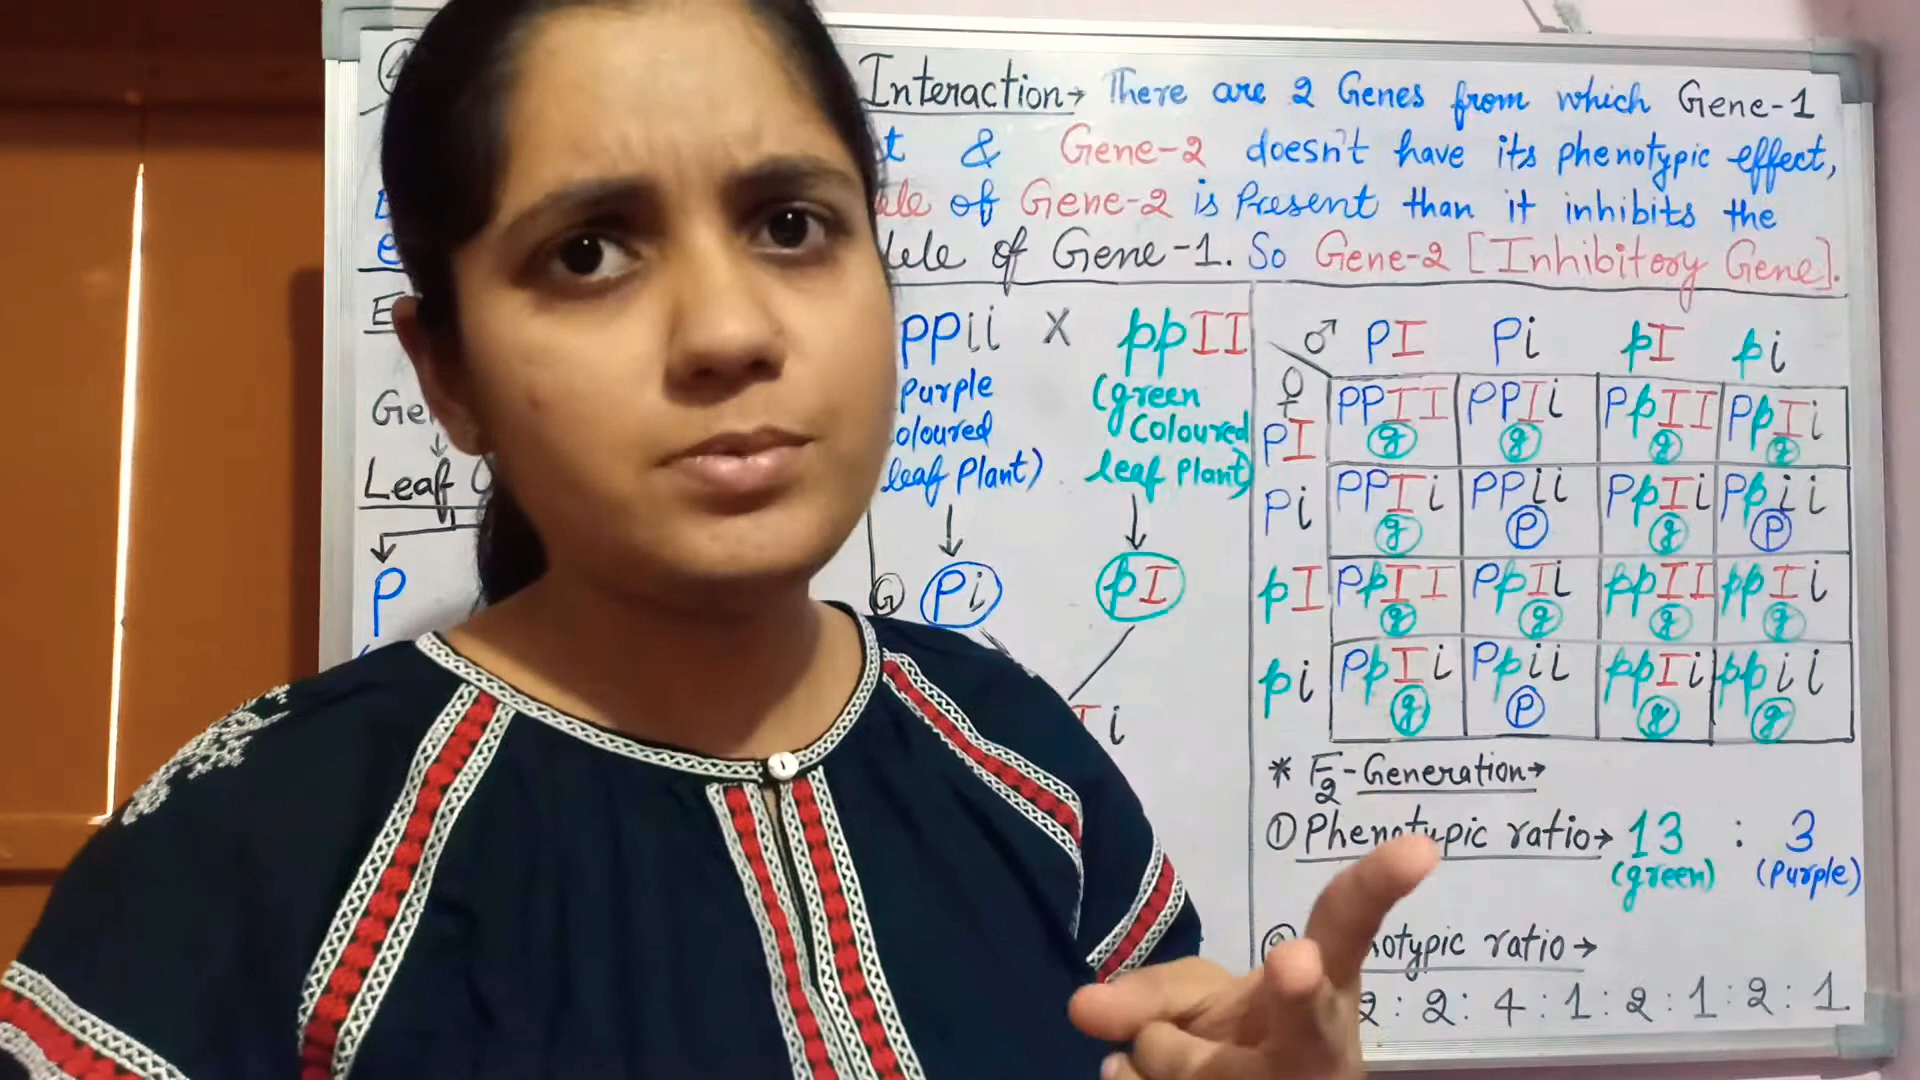 Interaction→ There are 2 Genes from which Gene-1
& Gene-2 doesn't have its phenotypic effect,
of Gene-2 is Present than it inhibits the
of Gene-1. So Gene-2 [Inhibitory Gene].
PPii X ppII
Purple
oloured
leaf Plant)
(green
Coloured
leaf Plant)
Leaf
P
G Pi pI
I i
♂ PI Pi pI pi
♀
PI PPII PPIi PpII PpIi
g g g g
Pi PPIi PPii PpIi Ppii
g P g P
pI PpII PpIi ppII ppIi
g g g g
pi PpIi Ppii ppIi ppii
g P g g
* F2-Generation→
① Phenotypic ratio→ 13 : 3
(green) (Purple)
notypic ratio→
2 : 2 : 4 : 1 : 2 : 1 : 2 : 1